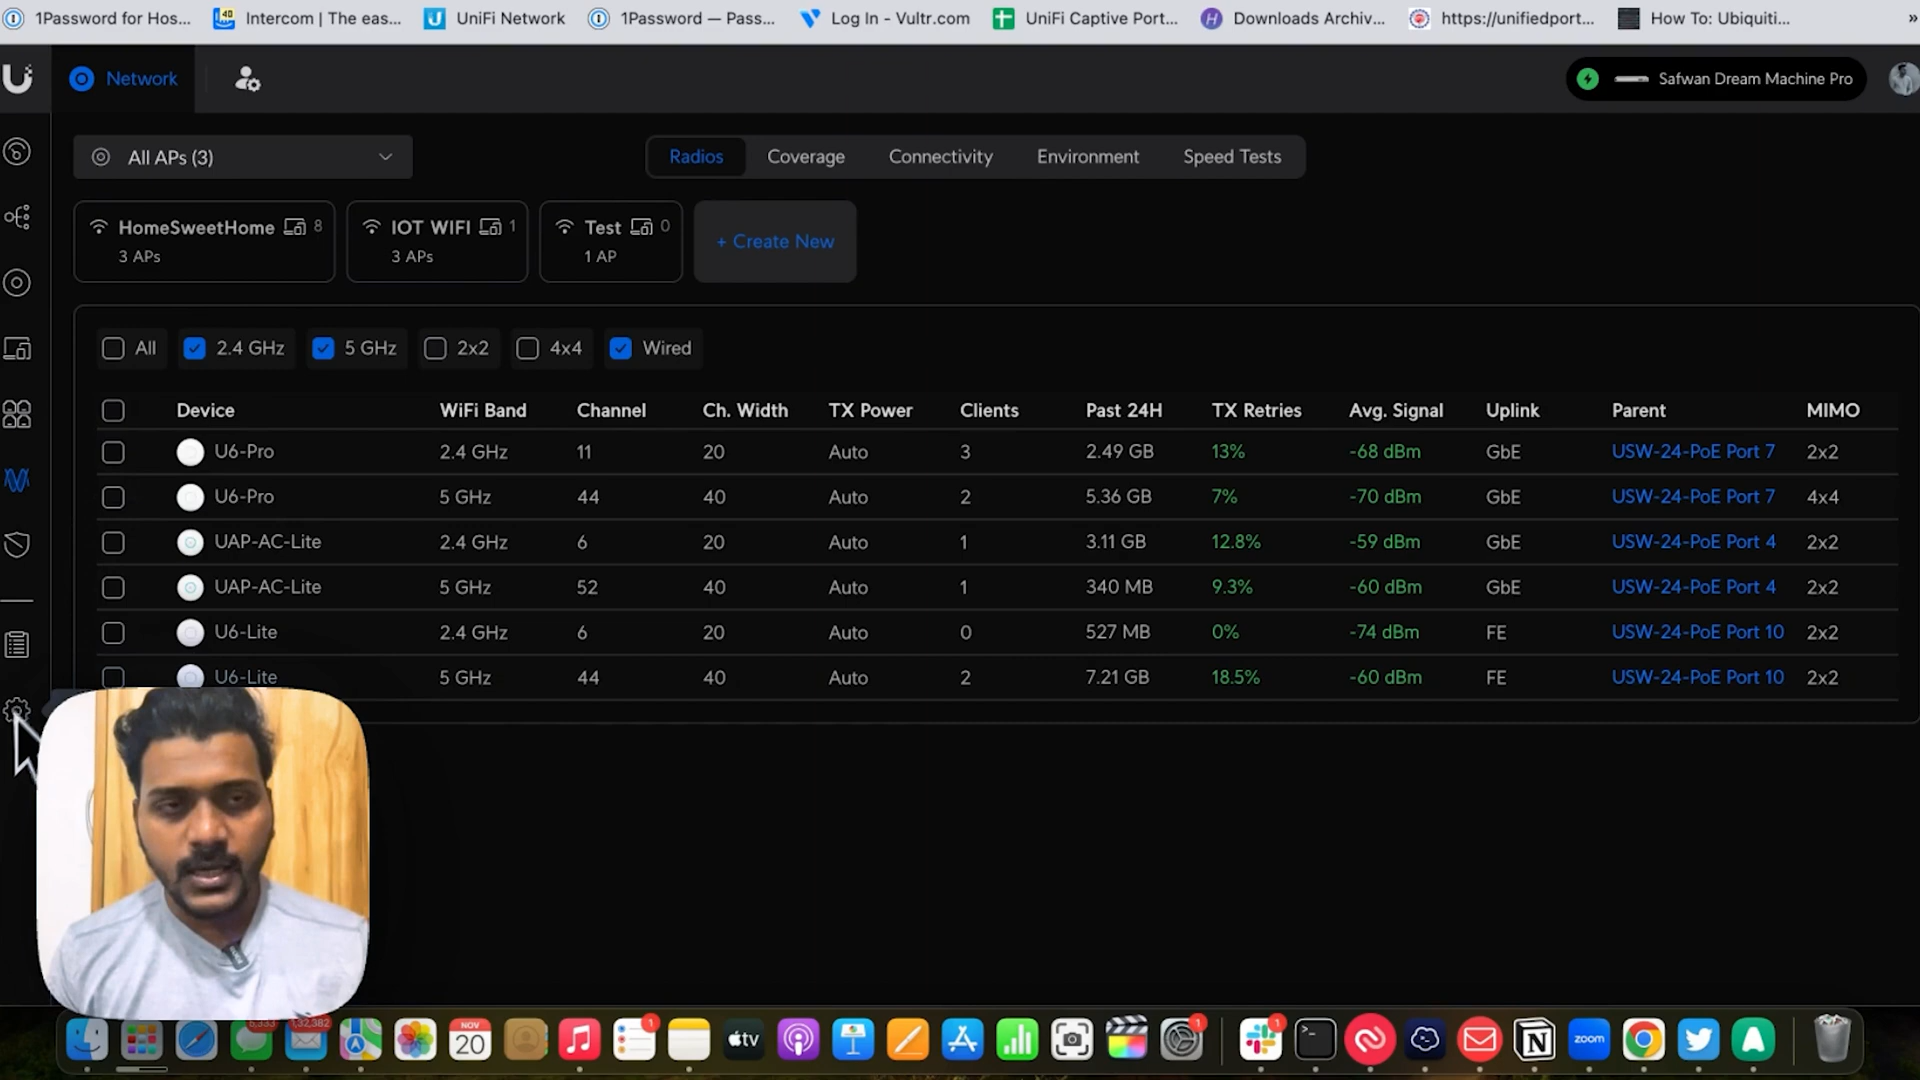 1Password for Hos...
Intercom | The eas...
UniFi Network
1Password — Pass...
Log In - Vultr.com
UniFi Captive Port...
Downloads Archiv...
https://unifiedport...
How To: Ubiquiti...
»
Network
Safwan Dream Machine Pro
All APs (3)
Radios
Coverage
Connectivity
Environment
Speed Tests
HomeSweetHome 8
3 APs
IOT WIFI 1
3 APs
Test 0
1 AP
+ Create New
All
2.4 GHz
5 GHz
2x2
4x4
Wired
Device WiFi Band Channel Ch. Width TX Power Clients Past 24H TX Retries Avg. Signal Uplink Parent MIMO
U6-Pro 2.4 GHz 11 20 Auto 3 2.49 GB 13% -68 dBm GbE USW-24-PoE Port 7 2x2
U6-Pro 5 GHz 44 40 Auto 2 5.36 GB 7% -70 dBm GbE USW-24-PoE Port 7 4x4
UAP-AC-Lite 2.4 GHz 6 20 Auto 1 3.11 GB 12.8% -59 dBm GbE USW-24-PoE Port 4 2x2
UAP-AC-Lite 5 GHz 52 40 Auto 1 340 MB 9.3% -60 dBm GbE USW-24-PoE Port 4 2x2
U6-Lite 2.4 GHz 6 20 Auto 0 527 MB 0% -74 dBm FE USW-24-PoE Port 10 2x2
U6-Lite 5 GHz 44 40 Auto 2 7.21 GB 18.5% -60 dBm FE USW-24-PoE Port 10 2x2
6,333
1,32,382
NOV
20
1
tv
1
1
zoom